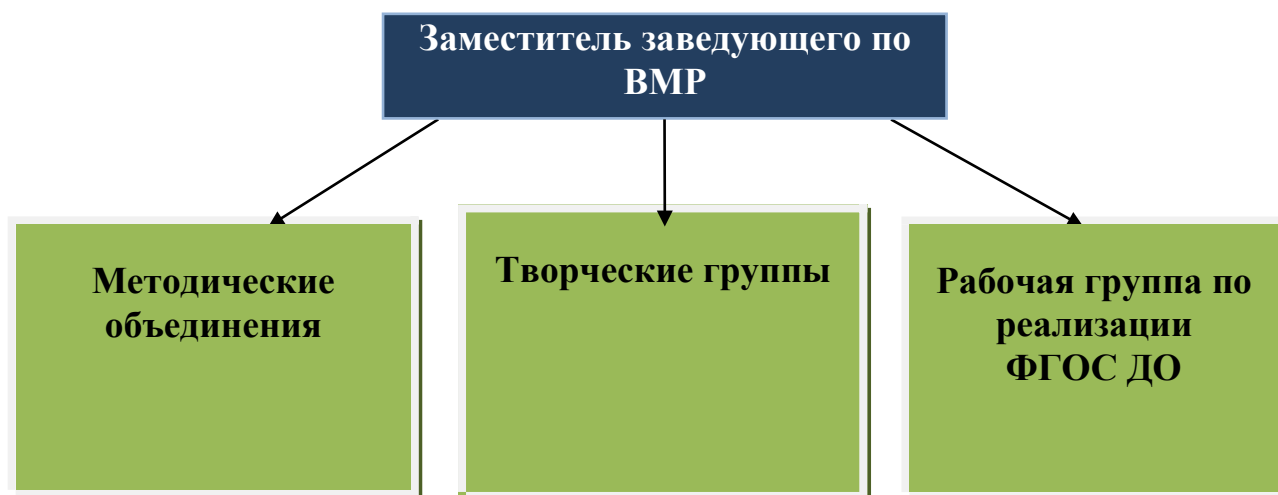 Заместитель заведующего по
ВМР
Методические
объединения
Творческие группы
Рабочая группа по
реализации
ФГОС ДО